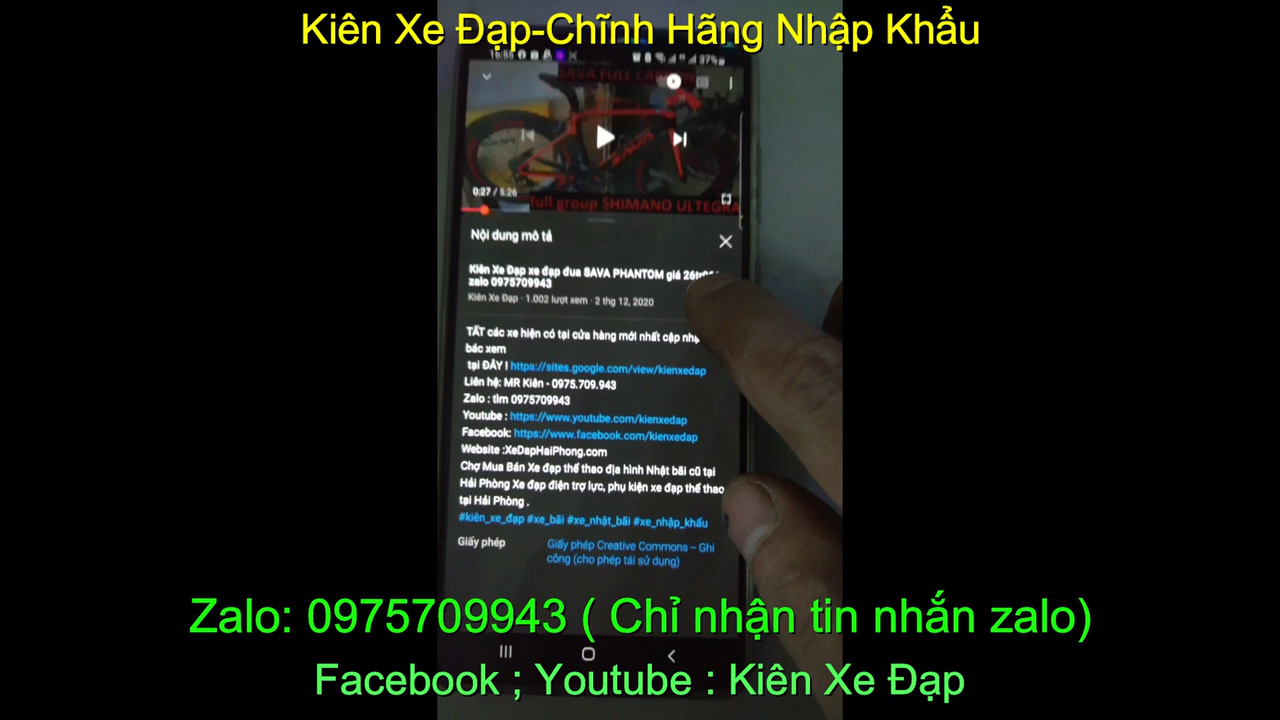 Kiên Xe Đạp-Chĩnh Hãng Nhập Khẩu
16:55
37%
SAVA FULL CARBON
SAVA
0:27 / 5:26
full group SHIMANO ULTEGRA
Nội dung mô tả
Kiên Xe Đạp xe đạp đua SAVA PHANTOM giá
zalo 0975709943
Kiên Xe Đạp · 1.002 lượt xem · 2 thg 12, 2020
TẤT các xe hiện có tại cửa hàng mới nhất cập
bác xem
tại ĐÂY ! https://sites.google.com/view/kienxedap
Liên hệ: MR Kiên - 0975.709.943
Zalo : tìm 0975709943
Youtube : https://www.youtube.com/kienxedap
Facebook: https://www.facebook.com/kienxedap
Website :XeDapHaiPhong.com
Chợ Mua Bán Xe đạp thể thao địa hình Nhật bãi cũ tại
Hải Phòng Xe đạp điện trợ lực, phụ kiện xe đạp thể thao
tại Hải Phòng .
#kiên_xe_đạp #xe_bãi #xe_nhật_bãi #xe_nhập_khẩu
Giấy phép
Giấy phép Creative Commons – Ghi
công (cho phép tái sử dụng)
Zalo: 0975709943 ( Chỉ nhận tin nhắn zalo)
Facebook ; Youtube : Kiên Xe Đạp